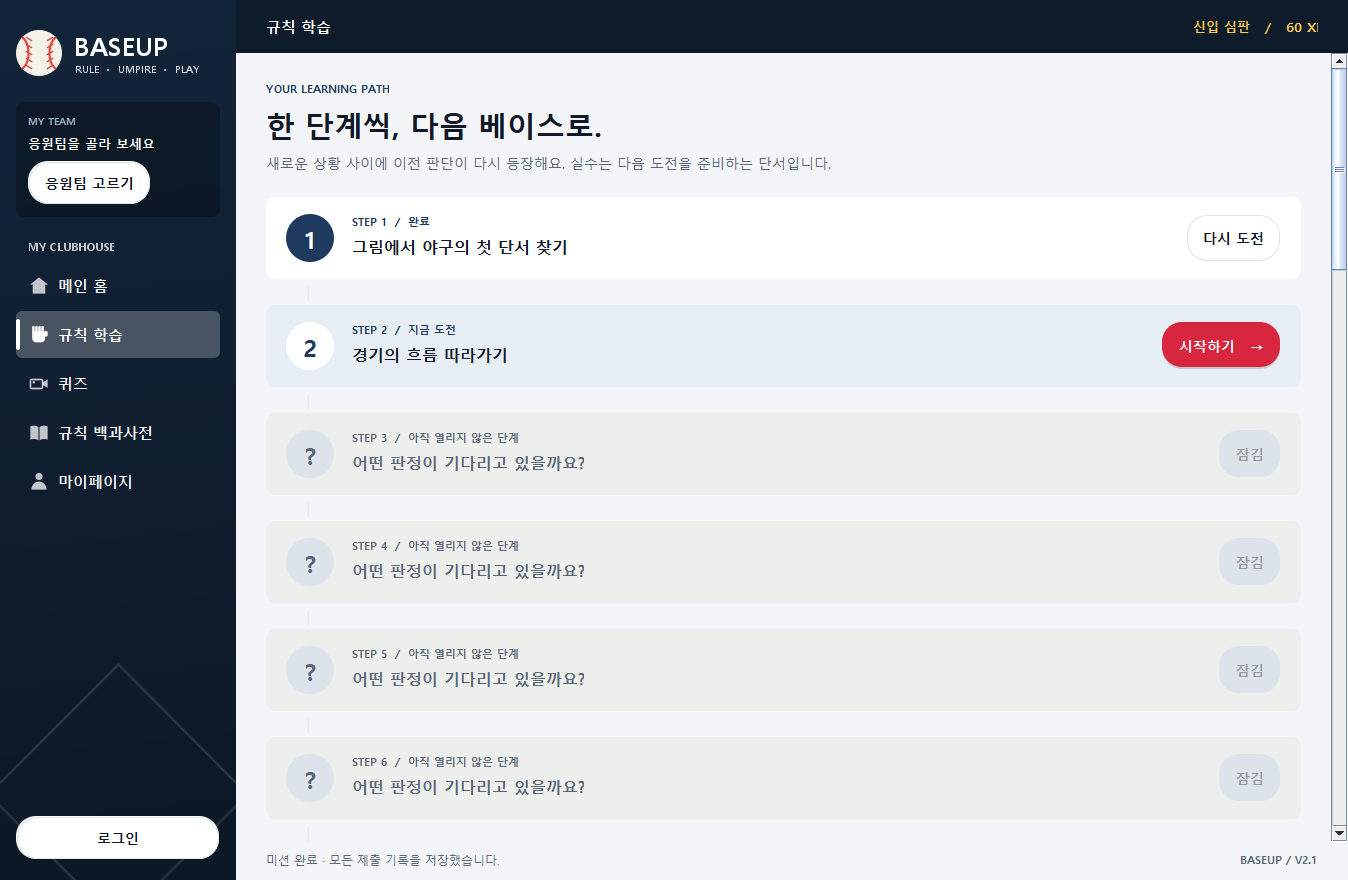 BASEUP
RULE · UMPIRE · PLAY
MY TEAM
응원팀을 골라 보세요
응원팀 고르기
MY CLUBHOUSE
메인 홈
규칙 학습
퀴즈
규칙 백과사전
마이페이지
로그인
규칙 학습
신입 심판 / 60 X
YOUR LEARNING PATH
한 단계씩, 다음 베이스로.
새로운 상황 사이에 이전 판단이 다시 등장해요. 실수는 다음 도전을 준비하는 단서입니다.
1
STEP 1 / 완료
그림에서 야구의 첫 단서 찾기
다시 도전
2
STEP 2 / 지금 도전
경기의 흐름 따라가기
시작하기 →
?
STEP 3 / 아직 열리지 않은 단계
어떤 판정이 기다리고 있을까요?
잠김
?
STEP 4 / 아직 열리지 않은 단계
어떤 판정이 기다리고 있을까요?
잠김
?
STEP 5 / 아직 열리지 않은 단계
어떤 판정이 기다리고 있을까요?
잠김
?
STEP 6 / 아직 열리지 않은 단계
어떤 판정이 기다리고 있을까요?
잠김
미션 완료 · 모든 제출 기록을 저장했습니다.
BASEUP / V2.1